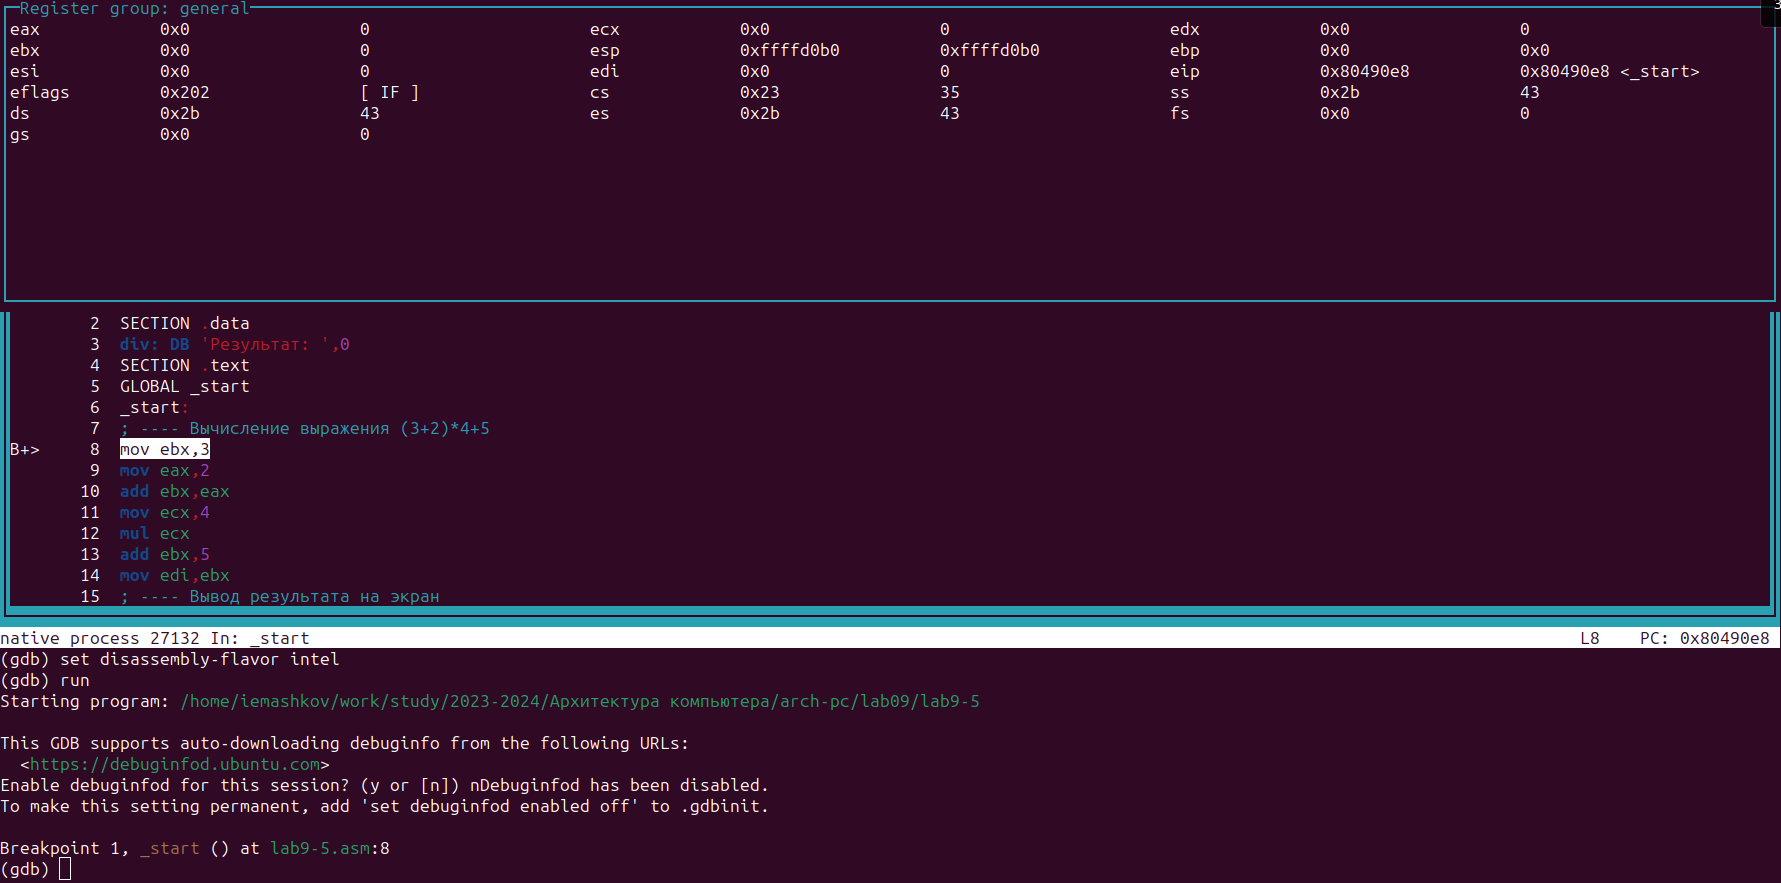 Register group: general
3
eax 0x0 0 ecx 0x0 0 edx 0x0 0
ebx 0x0 0 esp 0xffffd0b0 0xffffd0b0 ebp 0x0 0x0
esi 0x0 0 edi 0x0 0 eip 0x80490e8 0x80490e8 <_start>
eflags 0x202 [ IF ] cs 0x23 35 ss 0x2b 43
ds 0x2b 43 es 0x2b 43 fs 0x0 0
gs 0x0 0
2 SECTION .data
3 div: DB 'Результат: ',0
4 SECTION .text
5 GLOBAL _start
6 _start:
7 ; ---- Вычисление выражения (3+2)*4+5
B+> 8 mov ebx,3
9 mov eax,2
10 add ebx,eax
11 mov ecx,4
12 mul ecx
13 add ebx,5
14 mov edi,ebx
15 ; ---- Вывод результата на экран
native process 27132 In: _start L8 PC: 0x80490e8
(gdb) set disassembly-flavor intel
(gdb) run
Starting program: /home/iemashkov/work/study/2023-2024/Архитектура компьютера/arch-pc/lab09/lab9-5
This GDB supports auto-downloading debuginfo from the following URLs:
<https://debuginfod.ubuntu.com>
Enable debuginfod for this session? (y or [n]) nDebuginfod has been disabled.
To make this setting permanent, add 'set debuginfod enabled off' to .gdbinit.
Breakpoint 1, _start () at lab9-5.asm:8
(gdb)